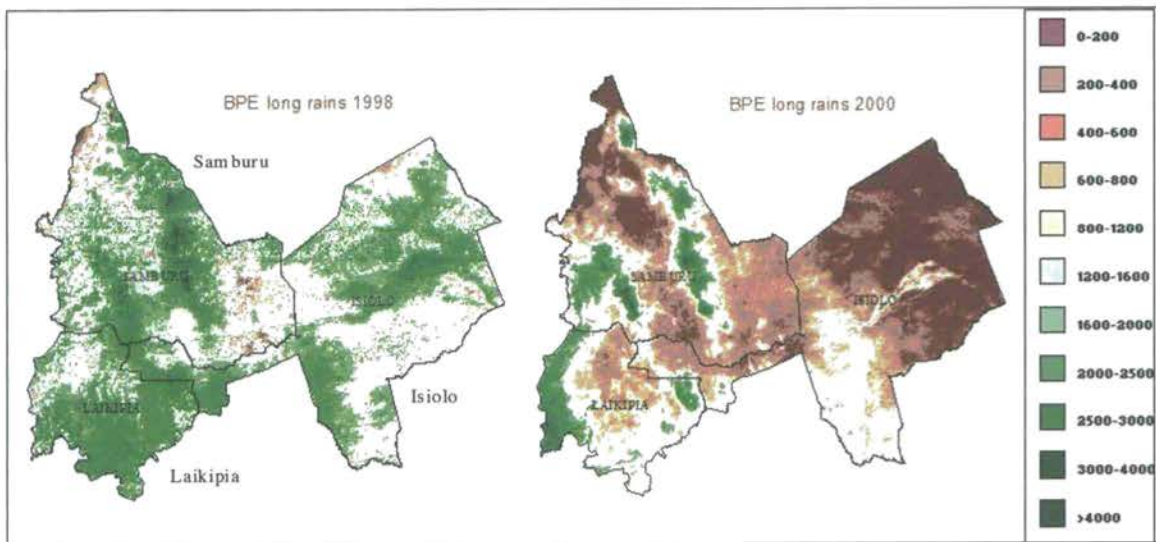 BPE long rains 1998
Samburu
SAMBURU
ISIOLO
LAIKIPIA
Isiolo
Laikipia
BPE long rains 2000
SAMBURU
ISIOLO
LAIKIPIA
0-200
200-400
400-600
600-800
800-1200
1200-1600
1600-2000
2000-2500
2500-3000
3000-4000
>4000